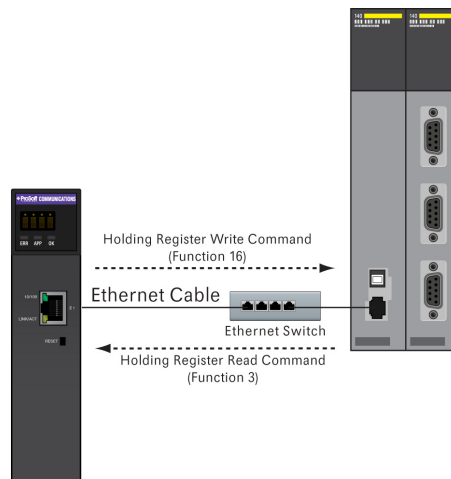 140
140
ProSoft COMMUNICATIONS
ERR APP OK
Holding Register Write Command
(Function 16)
10/100
Ethernet Cable
E 1
LINK/ACT
Ethernet Switch
RESET
Holding Register Read Command
(Function 3)